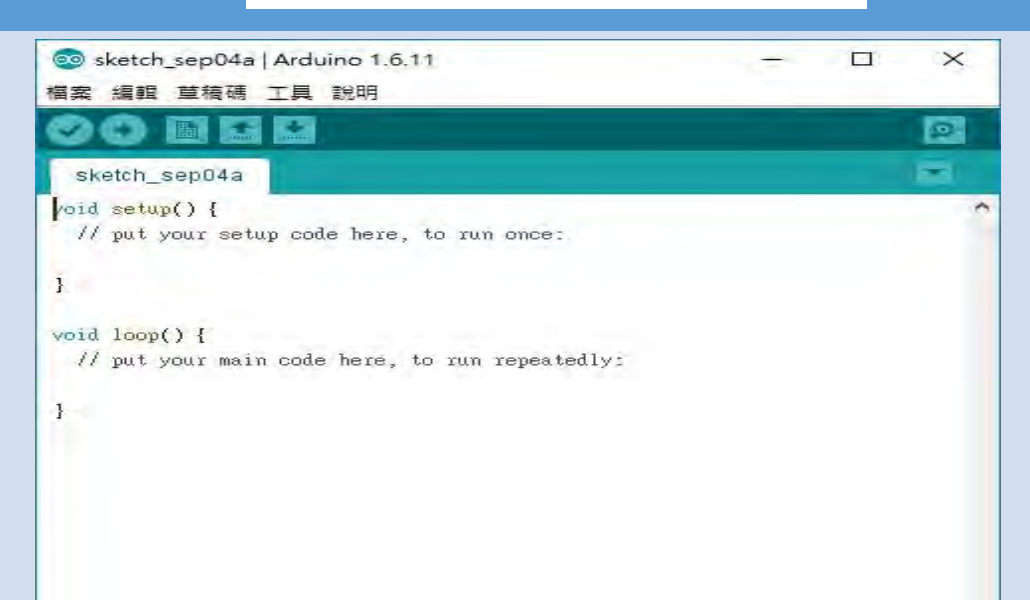 sketch_sep04a | Arduino 1.6.11
檔案 編輯 草稿碼 工具 說明
sketch_sep04a
void setup() {
// put your setup code here, to run once:
}
void loop() {
// put your main code here, to run repeatedly:
}